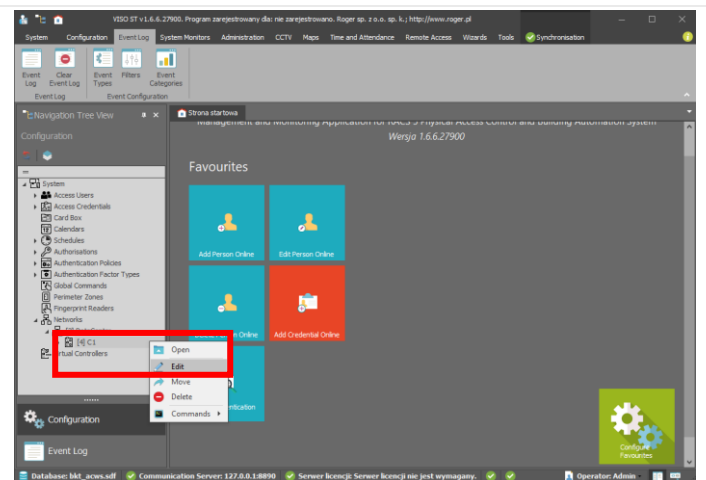 VISO ST v1.6.6.27900. Program zarejestrowany dla: nie zarejestrowano. Roger sp. z o.o. sp. k.; http://www.roger.pl
System Configuration Event Log System Monitors Administration CCTV Maps Time and Attendance Remote Access Wizards Tools Synchronisation
Event Log
Clear Event Log
Event Types
Filters
Event Categories
Event Log
Event Configuration
Navigation Tree View
Strona startowa
Configuration
Management and Monitoring Application for RACS 5 Physical Access Control and Building Automation System
Wersja 1.6.6.27900
Favourites
System
Access Users
Access Credentials
Card Box
Calendars
Schedules
Authorisations
Authentication Policies
Authentication Factor Types
Global Commands
Perimeter Zones
Fingerprint Readers
Networks
[4] C1
Virtual Controllers
Open
Edit
Move
Delete
Commands
Add Person Online
Edit Person Online
Person Online
Add Credential Online
Configure Favourites
Configuration
Event Log
Database: bkt_acws.sdf Communication Server: 127.0.0.1:8890 Serwer licencji: Serwer licencji nie jest wymagany. Operator: Admin